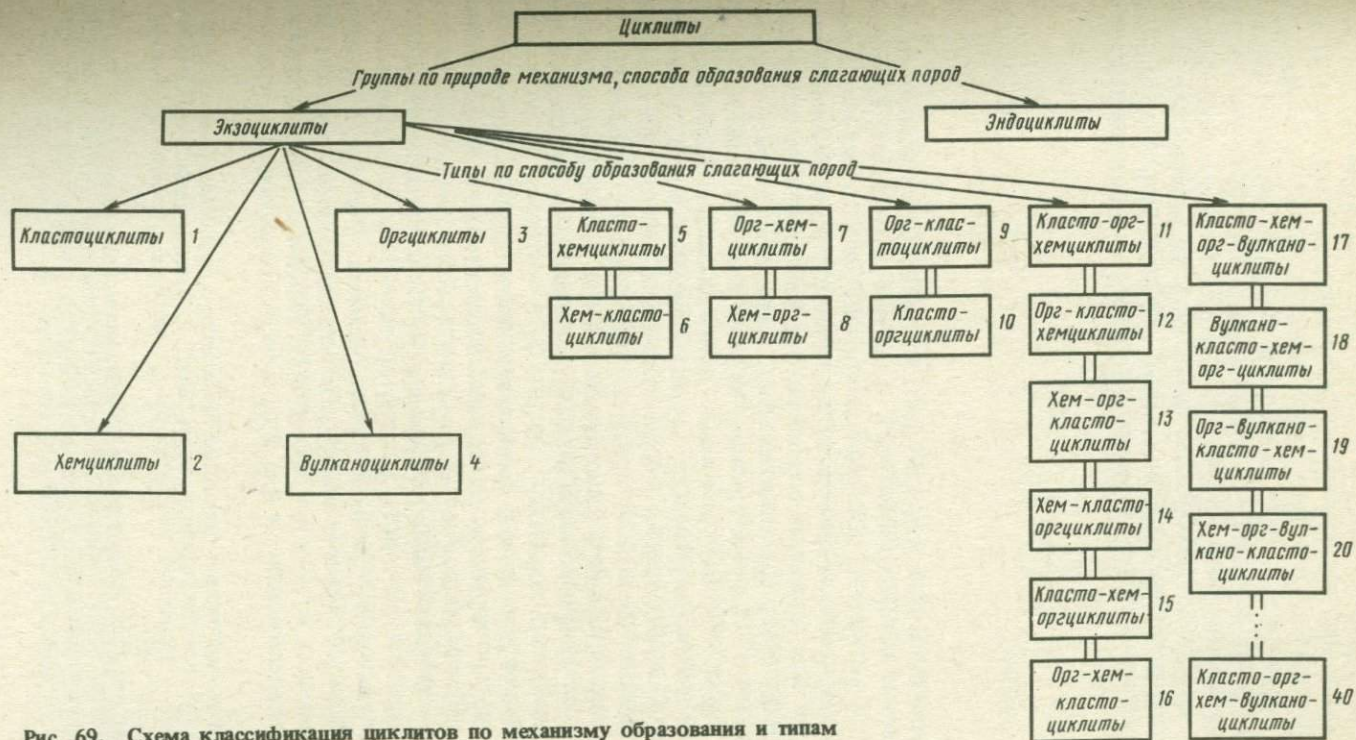 Циклиты
Группы по природе механизма, способа образования слагающих пород
Экзоциклиты
Эндоциклиты
Типы по способу образования слагающих пород
Кластоциклиты 1
Оргциклиты 3
Класто-
хемциклиты 5
Орг-хем-
циклиты 7
Орг-клас-
тоциклиты 9
Класто-орг-
хемциклиты 11
Класто-хем-
орг-вулкано-
циклиты 17
Хем-класто-
циклиты 6
Хем-орг-
циклиты 8
Класто-
оргциклиты 10
Орг-класто-
хемциклиты 12
Вулкано-
класто-хем-
орг-циклиты 18
Хемциклиты 2
Вулканоциклиты 4
Хем-орг-
класто-
циклиты 13
Орг-вулкано-
класто-хем-
циклиты 19
Хем-класто-
оргциклиты 14
Хем-орг-вул-
кано-класто-
циклиты 20
Класто-хем-
оргциклиты 15
Орг-хем-
класто-
циклиты 16
Класто-орг-
хем-вулкано-
циклиты 40
Рис. 69. Схема классификация циклитов по механизму образования и типам